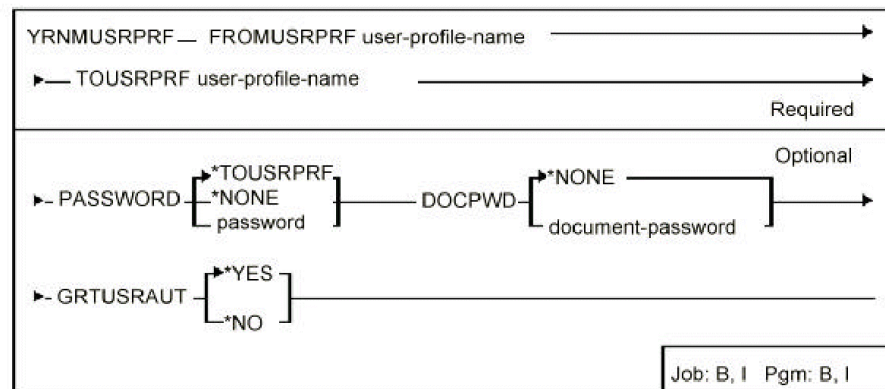 YRNMUSRPRF FROMUSRPRF user-profile-name
TOUSRPRF user-profile-name
Required
Optional
PASSWORD *TOUSRPRF
*NONE
password
DOCPWD *NONE
document-password
GRTUSRAUT *YES
*NO
Job: B, I Pgm: B, I